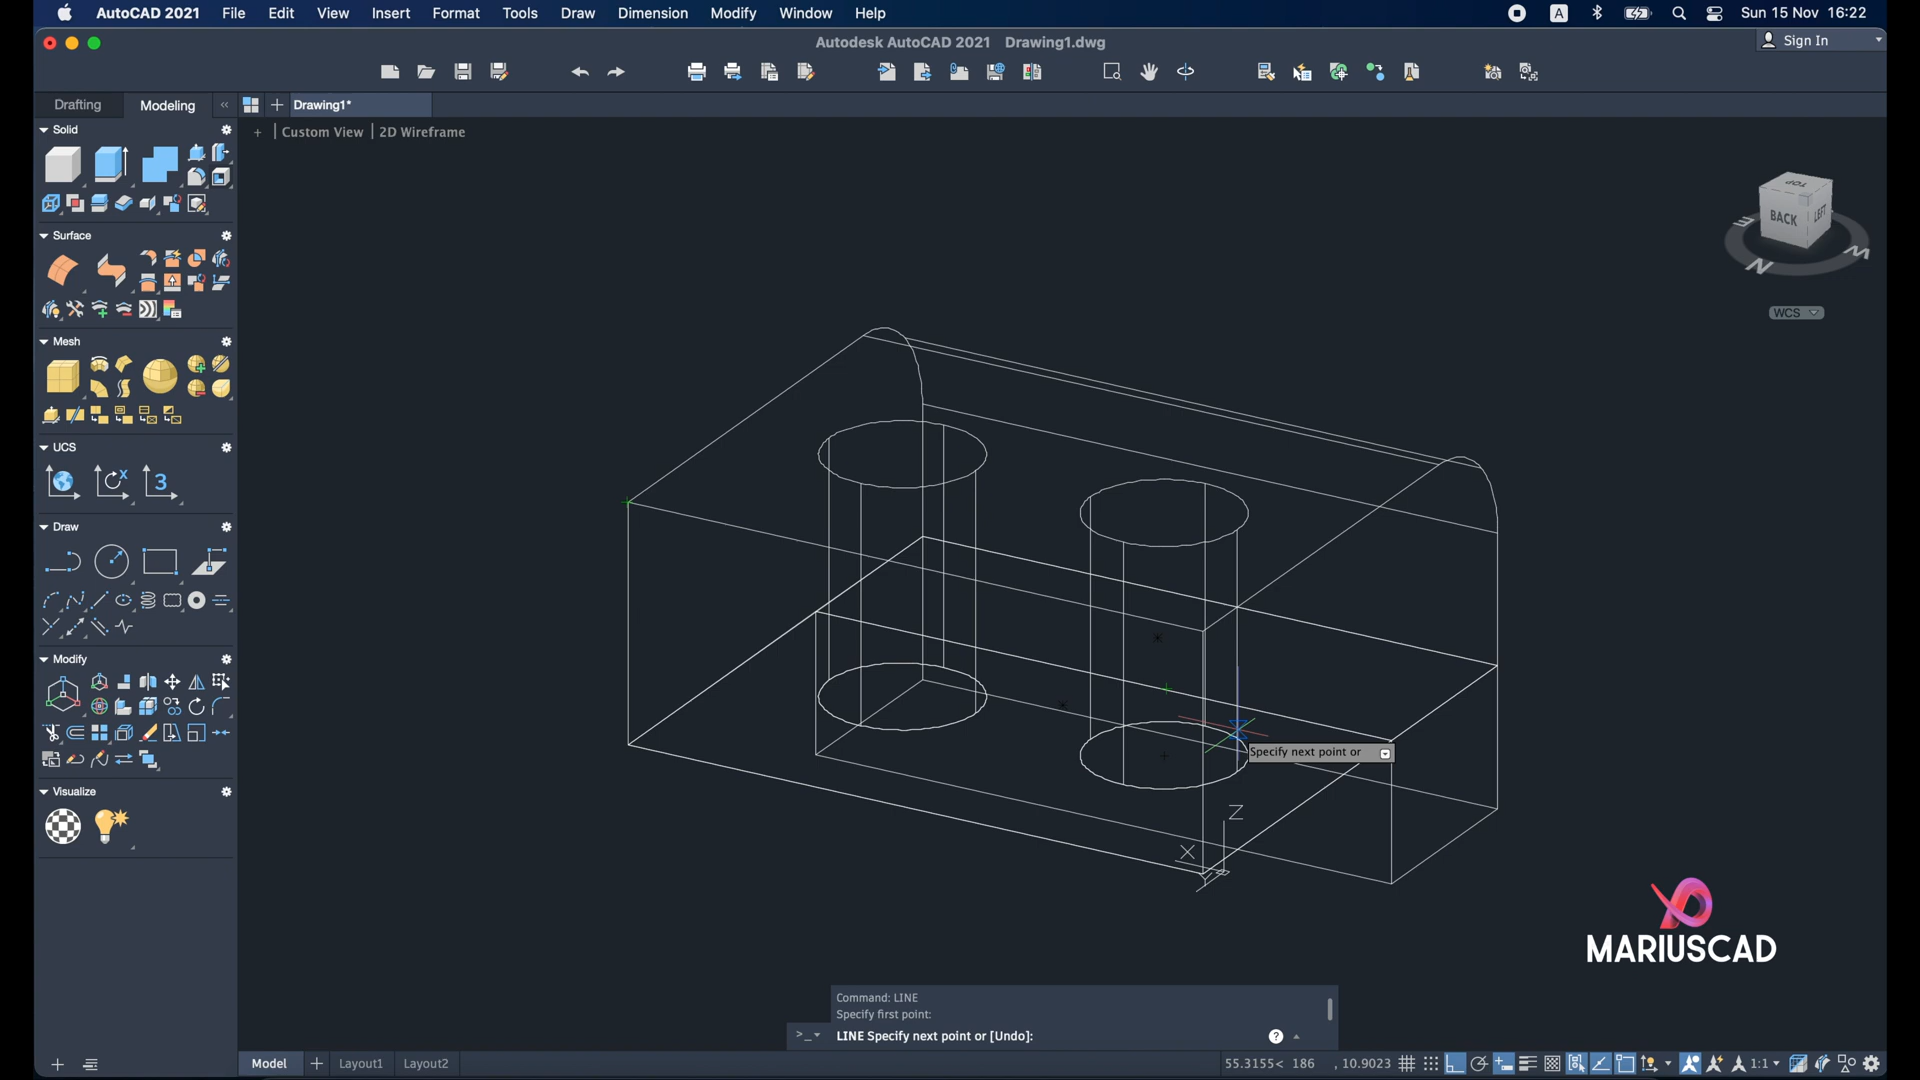 AutoCAD 2021 File Edit View Insert Format Tools Draw Dimension Modify Window Help
A
Sun 15 Nov 16:22
Autodesk AutoCAD 2021 Drawing1.dwg
Sign In
Drafting Modeling « + Drawing1*
+ | Custom View | 2D Wireframe
Solid
Surface
Mesh
UCS
X
3
Draw
Modify
Visualize
TOP
BACK
LEFT
E
N
W
WCS
Specify next point or
Z
X
Y
MARIUSCAD
Command: LINE
Specify first point:
>_ LINE Specify next point or [Undo]:
?
Model + Layout1 Layout2
55.3155< 186 , 10.9023
1:1